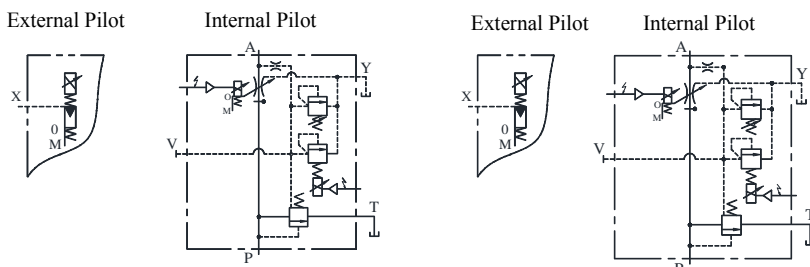 External Pilot Internal Pilot External Pilot Internal Pilot
A A
Y Y
X O M X O M
0 0
M V M V
T T
P P